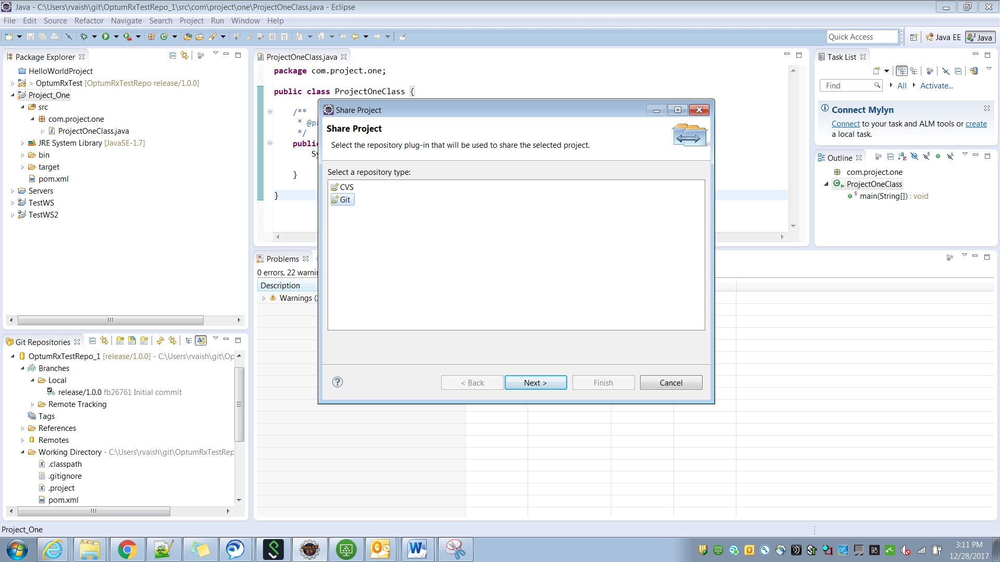 Java - C:\Users\rvaish\git\OptumRxTestRepo_1\src\com\project\one\ProjectOneClass.java - Eclipse
File Edit Source Refactor Navigate Search Project Run Window Help
Quick Access
Java EE
Java
Package Explorer
HelloWorldProject
> OptumRxTest [OptumRxTestRepo release/1.0.0]
Project_One
src
com.project.one
ProjectOneClass.java
JRE System Library [JavaSE-1.7]
bin
target
pom.xml
Servers
TestWS
TestWS2
ProjectOneClass.java
package com.project.one;
public class ProjectOneClass {
/**
* @pa
*/
public
Sy
}
}
Share Project
Share Project
Select the repository plug-in that will be used to share the selected project.
Select a repository type:
CVS
Git
< Back
Next >
Finish
Cancel
Task List
Find
All
Activate...
Connect Mylyn
Connect to your task and ALM tools or create
a local task.
Outline
com.project.one
ProjectOneClass
main(String[]) : void
Problems
0 errors, 22 warnin
Description
Warnings (2
Git Repositories
OptumRxTestRepo_1 [release/1.0.0] - C:\Users\rvaish\git\Op
Branches
Local
release/1.0.0 fb26761 Initial commit
Remote Tracking
Tags
References
Remotes
Working Directory - C:\Users\rvaish\git\OptumRxTestRep
.classpath
.gitignore
.project
pom.xml
Project_One
3:11 PM
12/28/2017